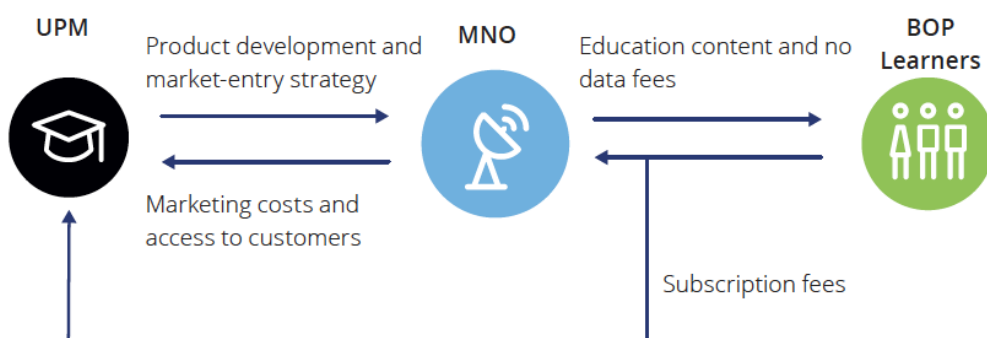 UPM
Product development and
market-entry strategy
MNO
Education content and no
data fees
BOP
Learners
Marketing costs and
access to customers
Subscription fees